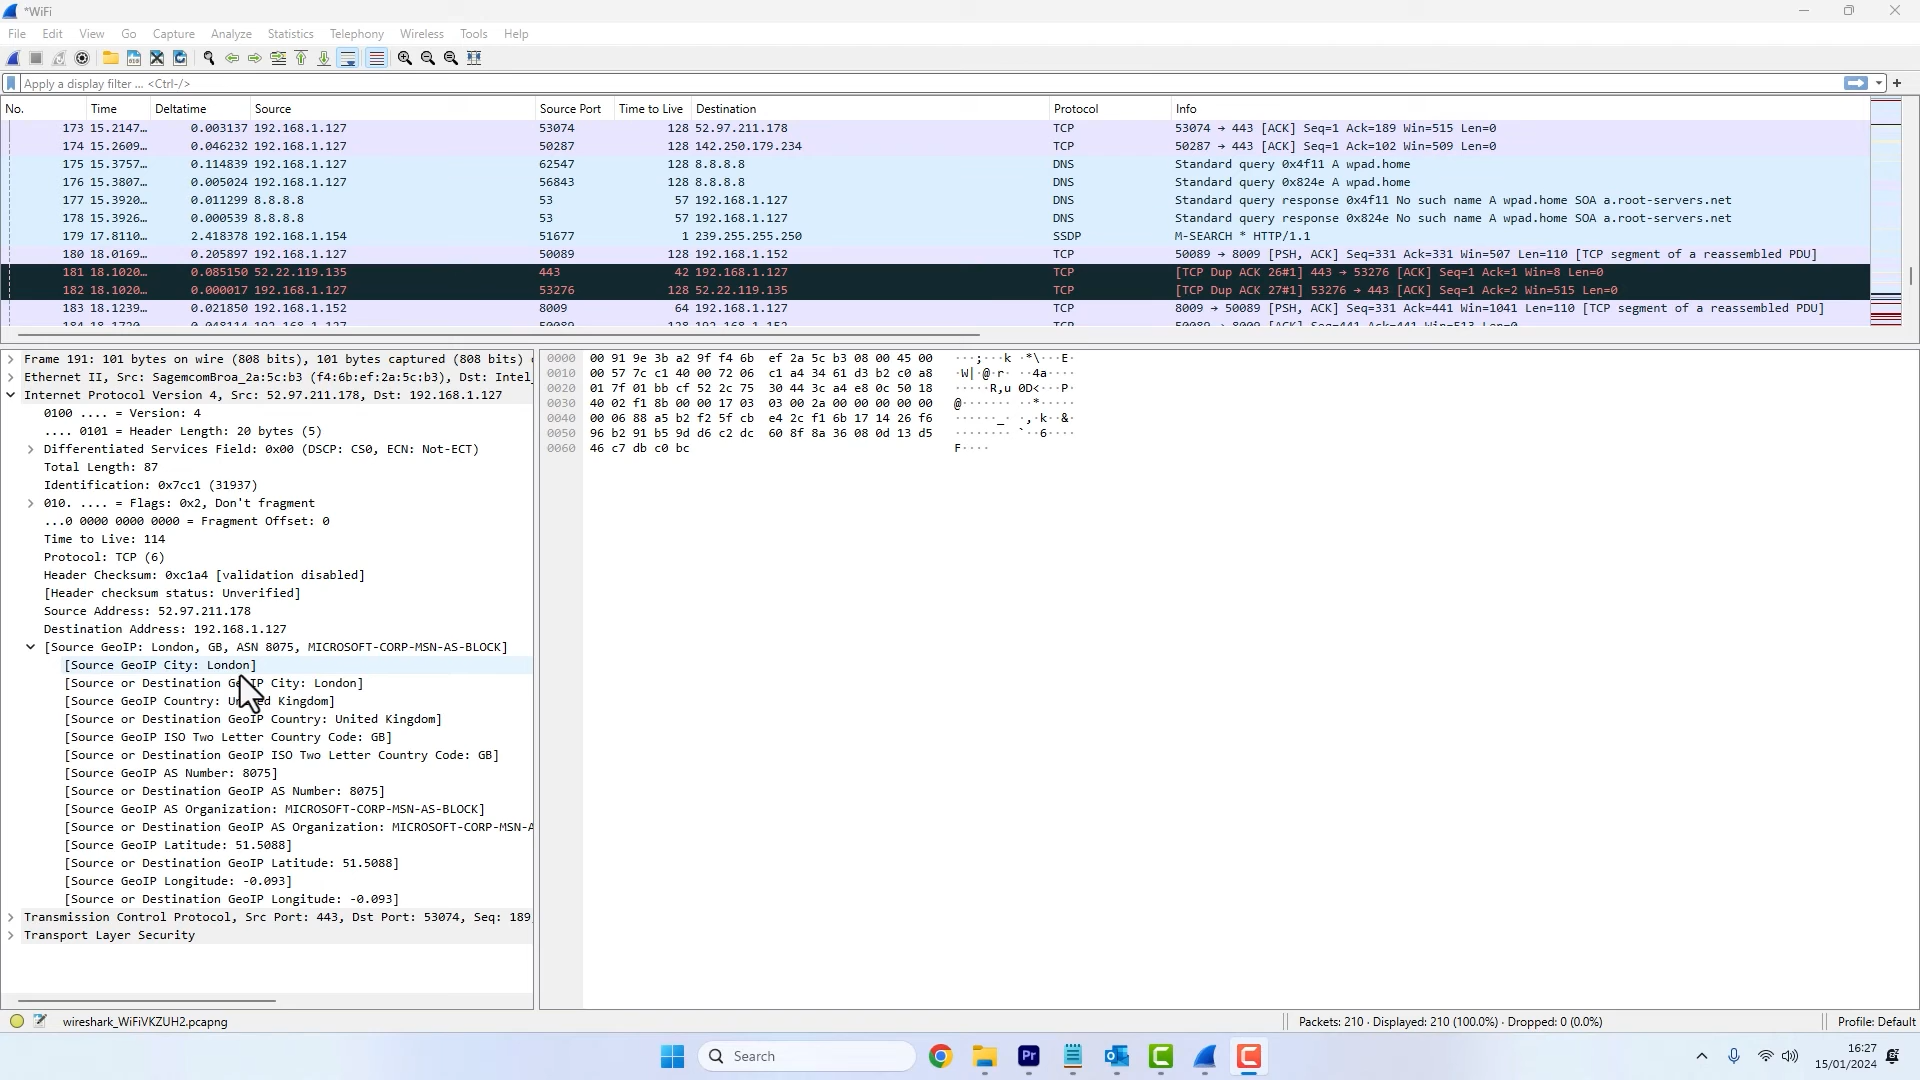 *WiFi
File Edit View Go Capture Analyze Statistics Telephony Wireless Tools Help
Apply a display filter ... <Ctrl-/>
No. Time Deltatime Source Source Port Time to Live Destination Protocol Info
173 15.2147… 0.003137 192.168.1.127 53074 128 52.97.211.178 TCP 53074 → 443 [ACK] Seq=1 Ack=189 Win=515 Len=0
174 15.2609… 0.046232 192.168.1.127 50287 128 142.250.179.234 TCP 50287 → 443 [ACK] Seq=1 Ack=102 Win=509 Len=0
175 15.3757… 0.114839 192.168.1.127 62547 128 8.8.8.8 DNS Standard query 0x4f11 A wpad.home
176 15.3807… 0.005024 192.168.1.127 56843 128 8.8.8.8 DNS Standard query 0x824e A wpad.home
177 15.3920… 0.011299 8.8.8.8 53 57 192.168.1.127 DNS Standard query response 0x4f11 No such name A wpad.home SOA a.root-servers.net
178 15.3926… 0.000539 8.8.8.8 53 57 192.168.1.127 DNS Standard query response 0x824e No such name A wpad.home SOA a.root-servers.net
179 17.8110… 2.418378 192.168.1.154 51677 1 239.255.255.250 SSDP M-SEARCH * HTTP/1.1
180 18.0169… 0.205897 192.168.1.127 50089 128 192.168.1.152 TCP 50089 → 8009 [PSH, ACK] Seq=331 Ack=331 Win=507 Len=110 [TCP segment of a reassembled PDU]
181 18.1020… 0.085150 52.22.119.135 443 42 192.168.1.127 TCP [TCP Dup ACK 26#1] 443 → 53276 [ACK] Seq=1 Ack=1 Win=8 Len=0
182 18.1020… 0.000017 192.168.1.127 53276 128 52.22.119.135 TCP [TCP Dup ACK 27#1] 53276 → 443 [ACK] Seq=1 Ack=2 Win=515 Len=0
183 18.1239… 0.021850 192.168.1.152 8009 64 192.168.1.127 TCP 8009 → 50089 [PSH, ACK] Seq=331 Ack=441 Win=1041 Len=110 [TCP segment of a reassembled PDU]
184 18.1720… 0.048114 192.168.1.127 50089 128 192.168.1.152 TCP 50089 → 8009 [ACK] Seq=441 Ack=441 Win=513 Len=0
Frame 191: 101 bytes on wire (808 bits), 101 bytes captured (808 bits)
Ethernet II, Src: SagemcomBroa_2a:5c:b3 (f4:6b:ef:2a:5c:b3), Dst: Intel_
Internet Protocol Version 4, Src: 52.97.211.178, Dst: 192.168.1.127
0100 .... = Version: 4
.... 0101 = Header Length: 20 bytes (5)
Differentiated Services Field: 0x00 (DSCP: CS0, ECN: Not-ECT)
Total Length: 87
Identification: 0x7cc1 (31937)
010. .... = Flags: 0x2, Don't fragment
...0 0000 0000 0000 = Fragment Offset: 0
Time to Live: 114
Protocol: TCP (6)
Header Checksum: 0xc1a4 [validation disabled]
[Header checksum status: Unverified]
Source Address: 52.97.211.178
Destination Address: 192.168.1.127
[Source GeoIP: London, GB, ASN 8075, MICROSOFT-CORP-MSN-AS-BLOCK]
[Source GeoIP City: London]
[Source or Destination GeoIP City: London]
[Source GeoIP Country: United Kingdom]
[Source or Destination GeoIP Country: United Kingdom]
[Source GeoIP ISO Two Letter Country Code: GB]
[Source or Destination GeoIP ISO Two Letter Country Code: GB]
[Source GeoIP AS Number: 8075]
[Source or Destination GeoIP AS Number: 8075]
[Source GeoIP AS Organization: MICROSOFT-CORP-MSN-AS-BLOCK]
[Source or Destination GeoIP AS Organization: MICROSOFT-CORP-MSN-A
[Source GeoIP Latitude: 51.5088]
[Source or Destination GeoIP Latitude: 51.5088]
[Source GeoIP Longitude: -0.093]
[Source or Destination GeoIP Longitude: -0.093]
Transmission Control Protocol, Src Port: 443, Dst Port: 53074, Seq: 189,
Transport Layer Security
0000 00 91 9e 3b a2 9f f4 6b ef 2a 5c b3 08 00 45 00 ···;···k ·*\···E·
0010 00 57 7c c1 40 00 72 06 c1 a4 34 61 d3 b2 c0 a8 ·W|·@·r· ··4a····
0020 01 7f 01 bb cf 52 2c 75 30 44 3c a4 e8 0c 50 18 ·····R,u 0D<···P·
0030 40 02 f1 8b 00 00 17 03 03 00 2a 00 00 00 00 00 @······· ··*·····
0040 00 06 88 a5 b2 f2 5f cb e4 2c f1 6b 17 14 26 f6 ······_· ·,·k··&·
0050 96 b2 91 b5 9d d6 c2 dc 60 8f 8a 36 08 0d 13 d5 ········ `··6····
0060 46 c7 db c0 bc F····
wireshark_WiFiVKZUH2.pcapng Packets: 210 · Displayed: 210 (100.0%) · Dropped: 0 (0.0%) Profile: Default
Search Pr
16:27
15/01/2024